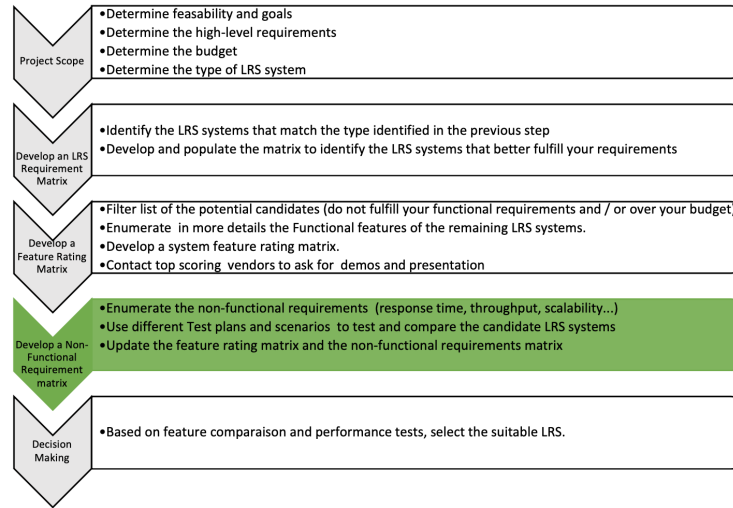 Project Scope
•Determine feasability and goals
•Determine the high-level requirements
•Determine the budget
•Determine the type of LRS system
Develop an LRS
Requirement
Matrix
•Identify the LRS systems that match the type identified in the previous step
•Develop and populate the matrix to identify the LRS systems that better fulfill your requirements
Develop a
Feature Rating
Matrix
•Filter list of the potential candidates (do not fulfill your functional requirements and / or over your budget)
•Enumerate in more details the Functional features of the remaining LRS systems.
•Develop a system feature rating matrix.
•Contact top scoring vendors to ask for demos and presentation
Develop a Non-
Functional
Requirement
matrix
•Enumerate the non-functional requirements (response time, throughput, scalability...)
•Use different Test plans and scenarios to test and compare the candidate LRS systems
•Update the feature rating matrix and the non-functional requirements matrix
Decision
Making
•Based on feature comparaison and performance tests, select the suitable LRS.